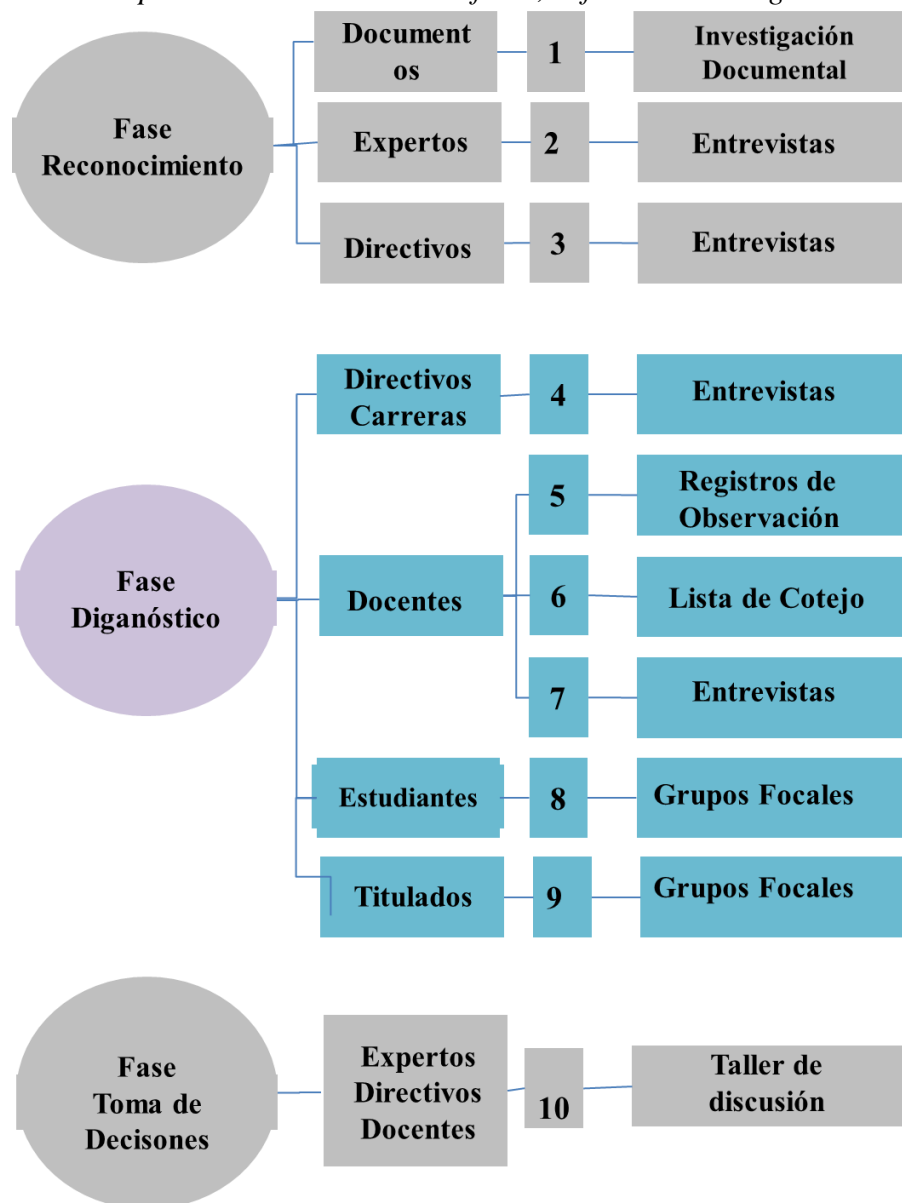 Fase
Reconocimiento
Document
os
1
Investigación
Documental
Expertos
2
Entrevistas
Directivos
3
Entrevistas
Fase
Diganóstico
Directivos
Carreras
4
Entrevistas
Docentes
5
Registros de
Observación
6
Lista de Cotejo
7
Entrevistas
Estudiantes
8
Grupos Focales
Titulados
9
Grupos Focales
Fase
Toma de
Decisones
Expertos
Directivos
Docentes
10
Taller de
discusión